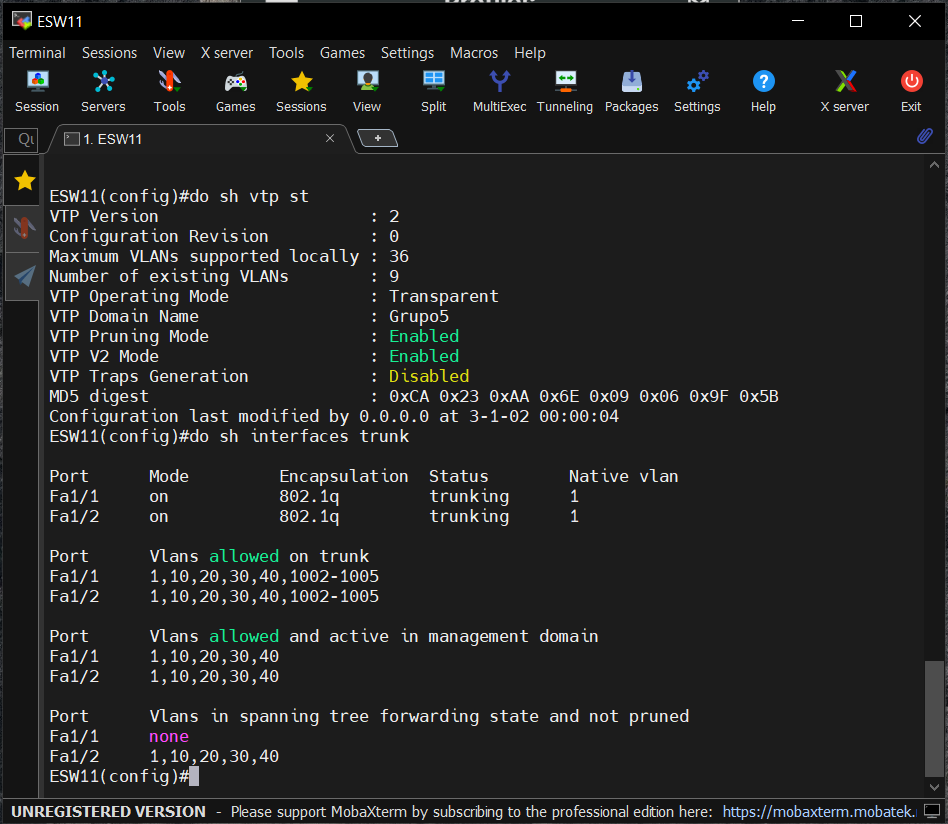 ESW11
Terminal Sessions View X server Tools Games Settings Macros Help
Session Servers Tools Games Sessions View Split MultiExec Tunneling Packages Settings Help X server Exit
1. ESW11
ESW11(config)#do sh vtp st
VTP Version : 2
Configuration Revision : 0
Maximum VLANs supported locally : 36
Number of existing VLANs : 9
VTP Operating Mode : Transparent
VTP Domain Name : Grupo5
VTP Pruning Mode : Enabled
VTP V2 Mode : Enabled
VTP Traps Generation : Disabled
MD5 digest : 0xCA 0x23 0xAA 0x6E 0x09 0x06 0x9F 0x5B
Configuration last modified by 0.0.0.0 at 3-1-02 00:00:04
ESW11(config)#do sh interfaces trunk
Port Mode Encapsulation Status Native vlan
Fa1/1 on 802.1q trunking 1
Fa1/2 on 802.1q trunking 1
Port Vlans allowed on trunk
Fa1/1 1,10,20,30,40,1002-1005
Fa1/2 1,10,20,30,40,1002-1005
Port Vlans allowed and active in management domain
Fa1/1 1,10,20,30,40
Fa1/2 1,10,20,30,40
Port Vlans in spanning tree forwarding state and not pruned
Fa1/1 none
Fa1/2 1,10,20,30,40
ESW11(config)#
UNREGISTERED VERSION - Please support MobaXterm by subscribing to the professional edition here: https://mobaxterm.mobatek.